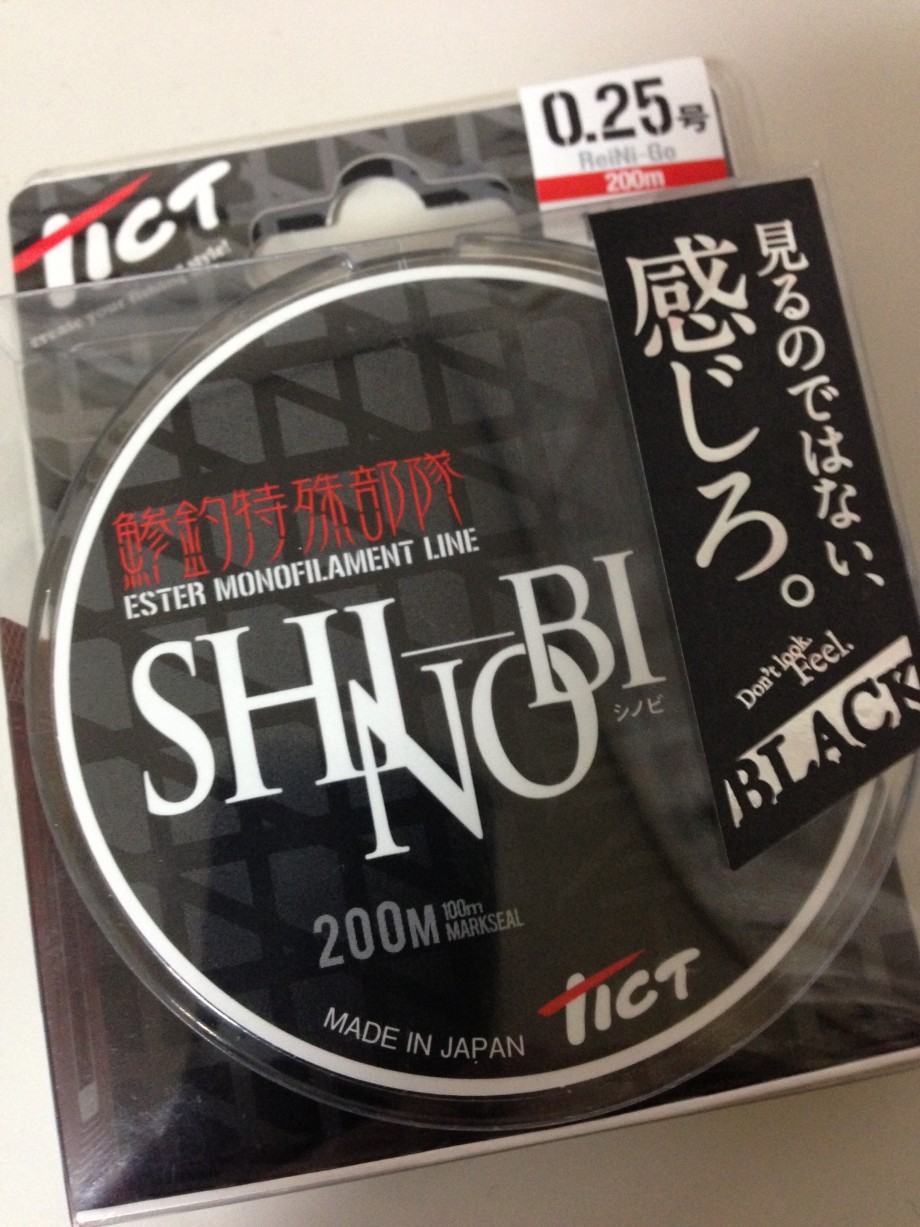 0.25号
ReiNi-Go
200m
TICT
create your fishing style!
見るのではない、
感じろ。
Don't look.
Feel.
BLACK
鯵釣特殊部隊
ESTER MONOFILAMENT LINE
SHINOBI
シノビ
200M
100m
MARKSEAL
TICT
MADE IN JAPAN